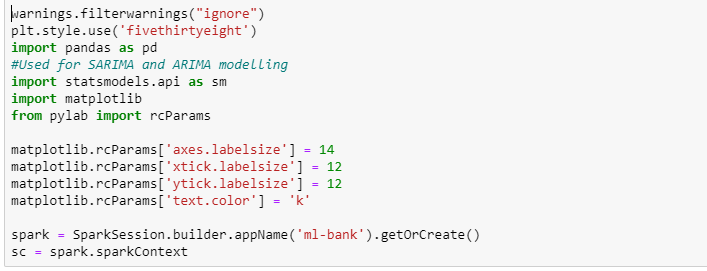 warnings.filterwarnings("ignore")
plt.style.use('fivethirtyeight')
import pandas as pd
#Used for SARIMA and ARIMA modelling
import statsmodels.api as sm
import matplotlib
from pylab import rcParams
matplotlib.rcParams['axes.labelsize'] = 14
matplotlib.rcParams['xtick.labelsize'] = 12
matplotlib.rcParams['ytick.labelsize'] = 12
matplotlib.rcParams['text.color'] = 'k'
spark = SparkSession.builder.appName('ml-bank').getOrCreate()
sc = spark.sparkContext